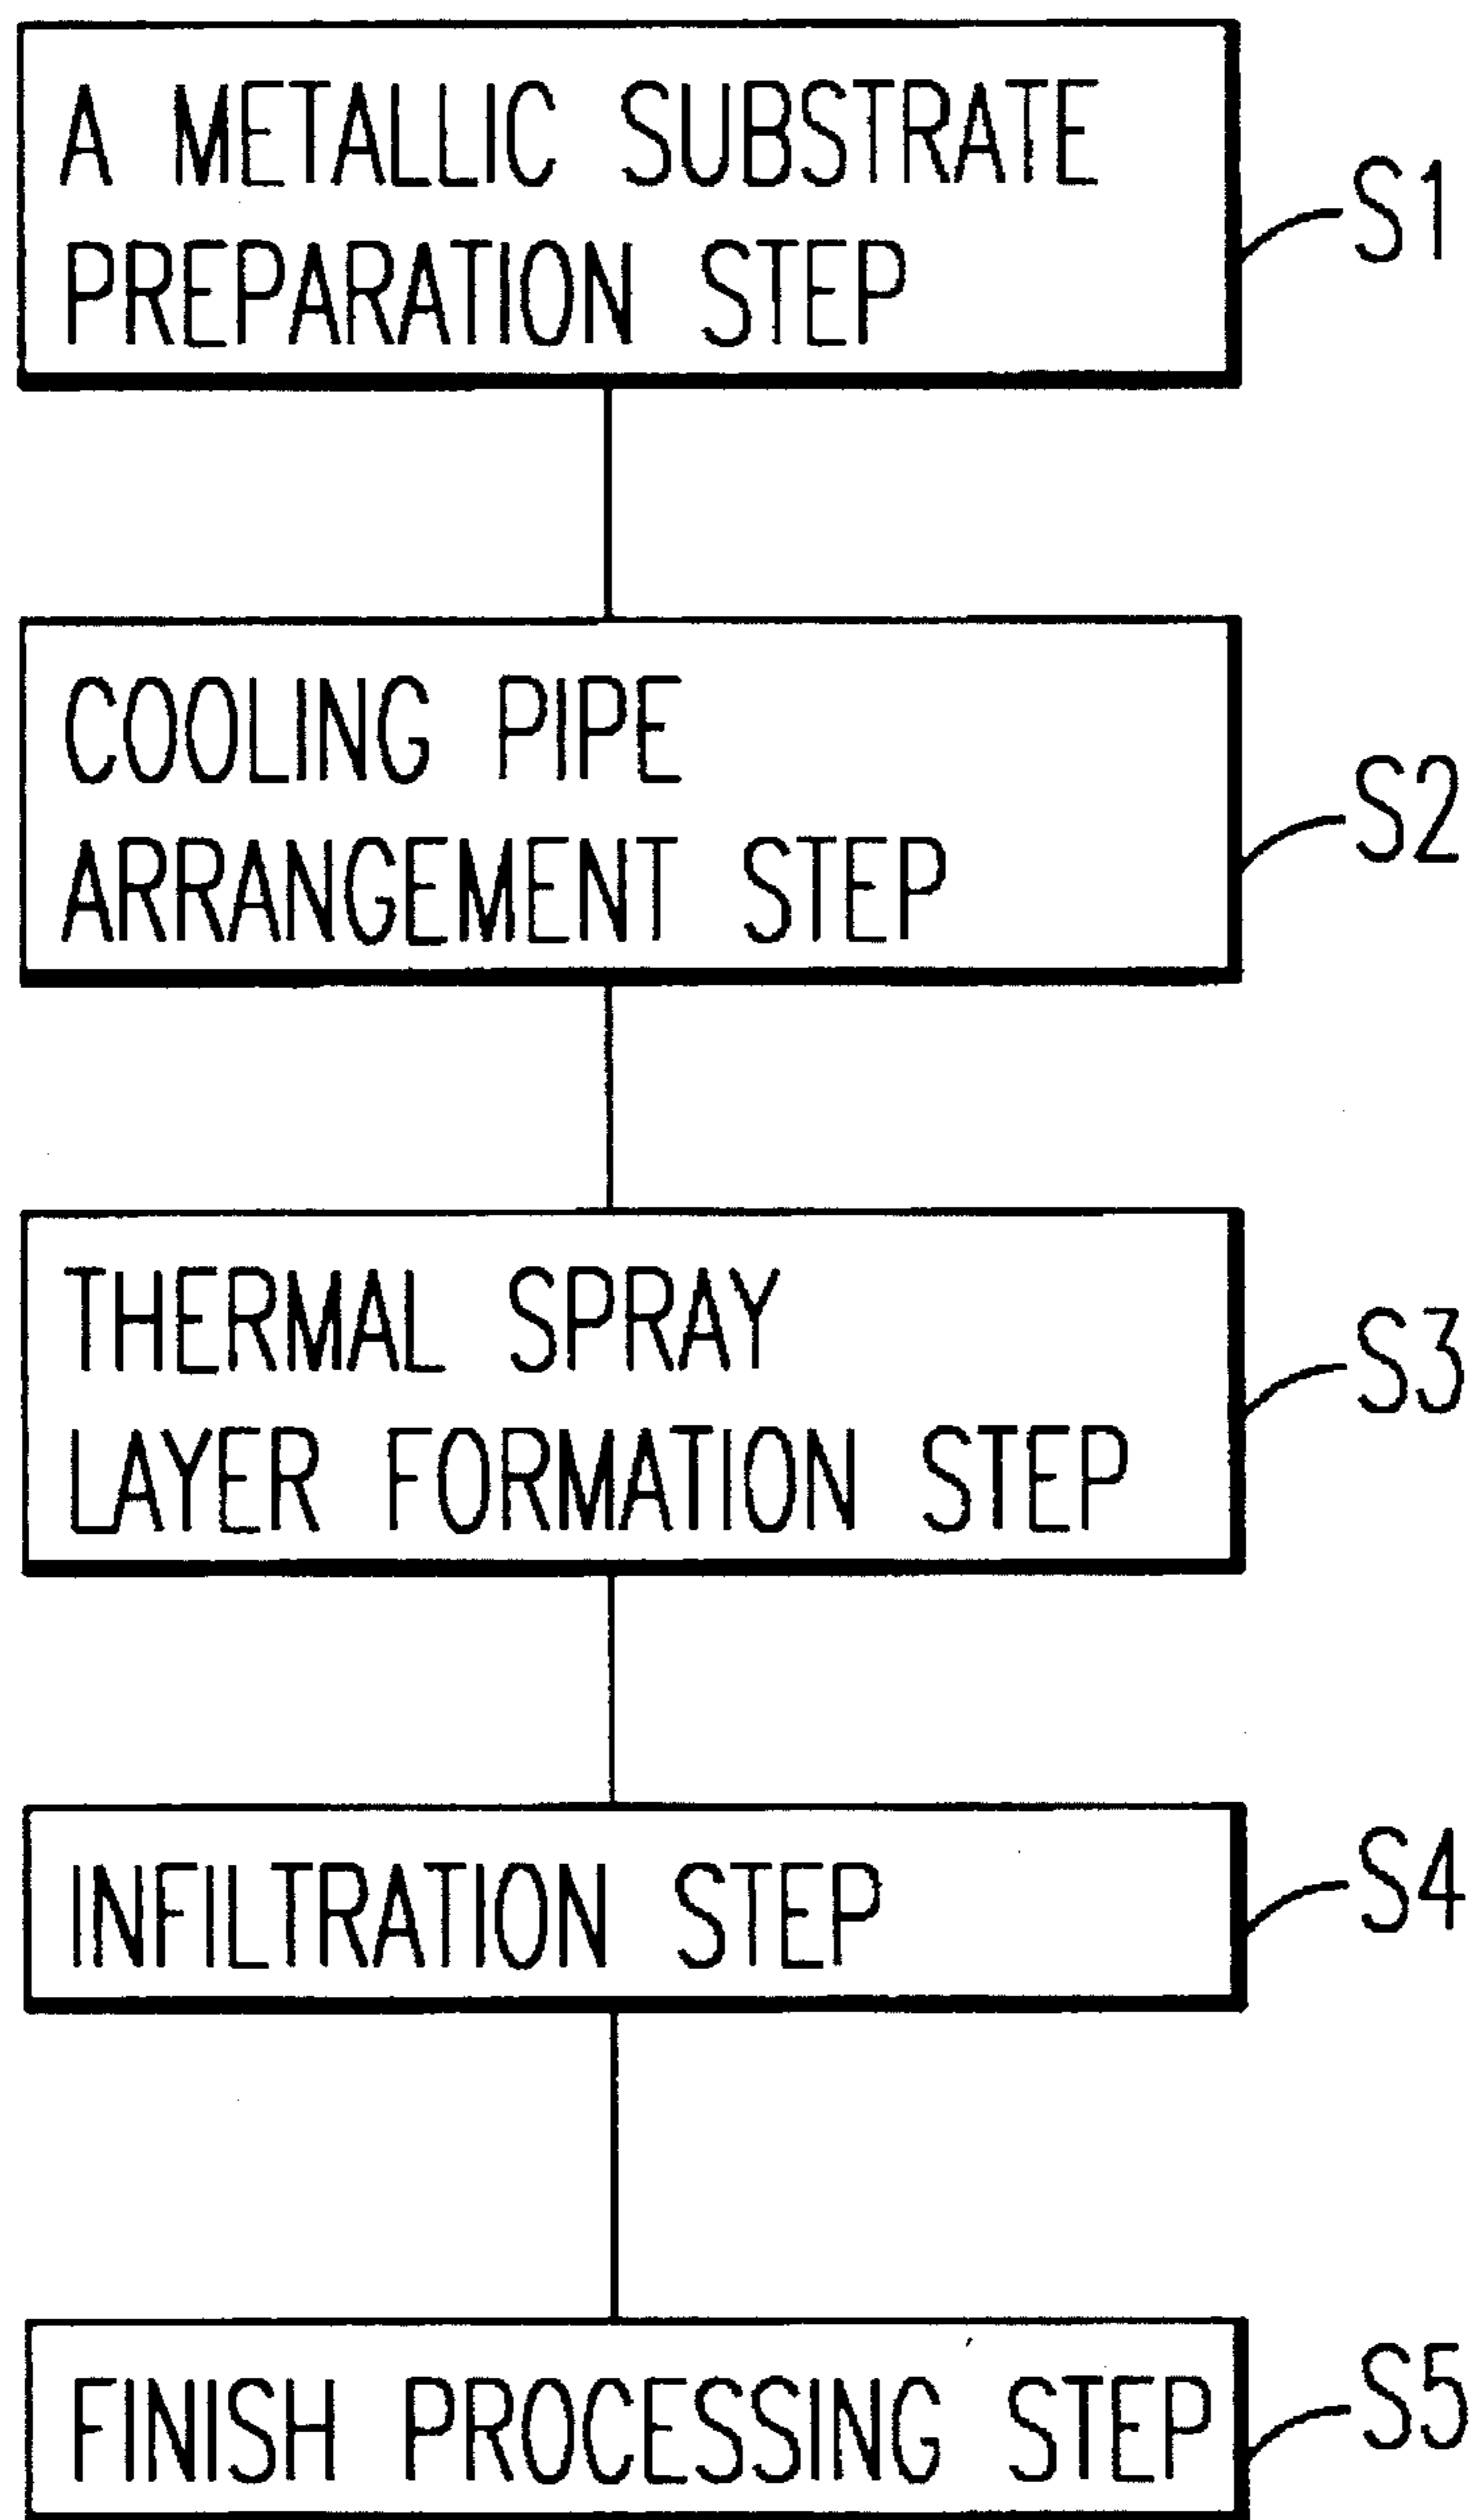 A METALLIC SUBSTRATE
PREPARATION STEP
S1
COOLING PIPE
ARRANGEMENT STEP
S2
THERMAL SPRAY
LAYER FORMATION STEP
S3
INFILTRATION STEP
S4
FINISH PROCESSING STEP
S5